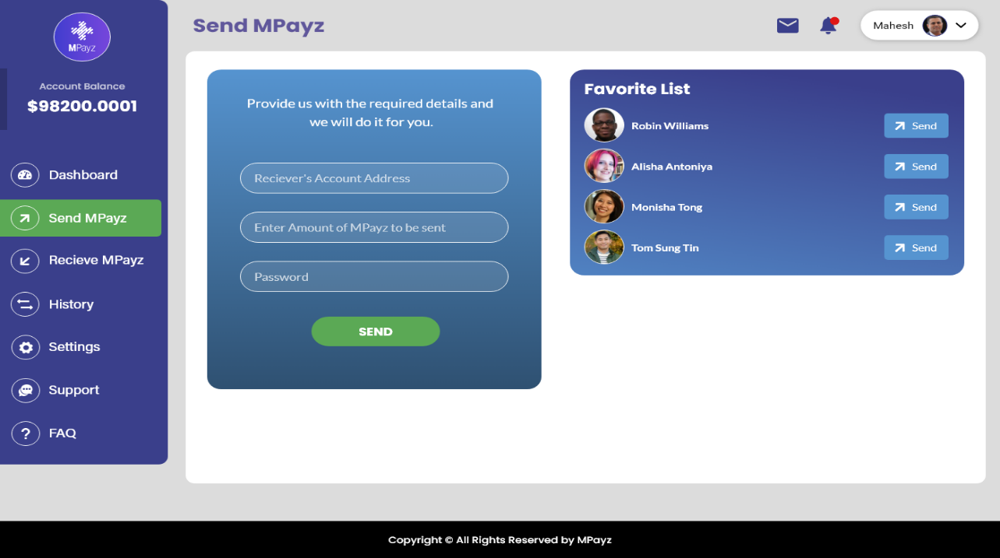 MPayz
Account Balance
$98200.0001
Dashboard
Send MPayz
Recieve MPayz
History
Settings
Support
FAQ
Send MPayz
Mahesh
Provide us with the required details and
we will do it for you.
Reciever's Account Address
Enter Amount of MPayz to be sent
Password
SEND
Favorite List
Robin Williams
Send
Alisha Antoniya
Send
Monisha Tong
Send
Tom Sung Tin
Send
Copyright © All Rights Reserved by MPayz